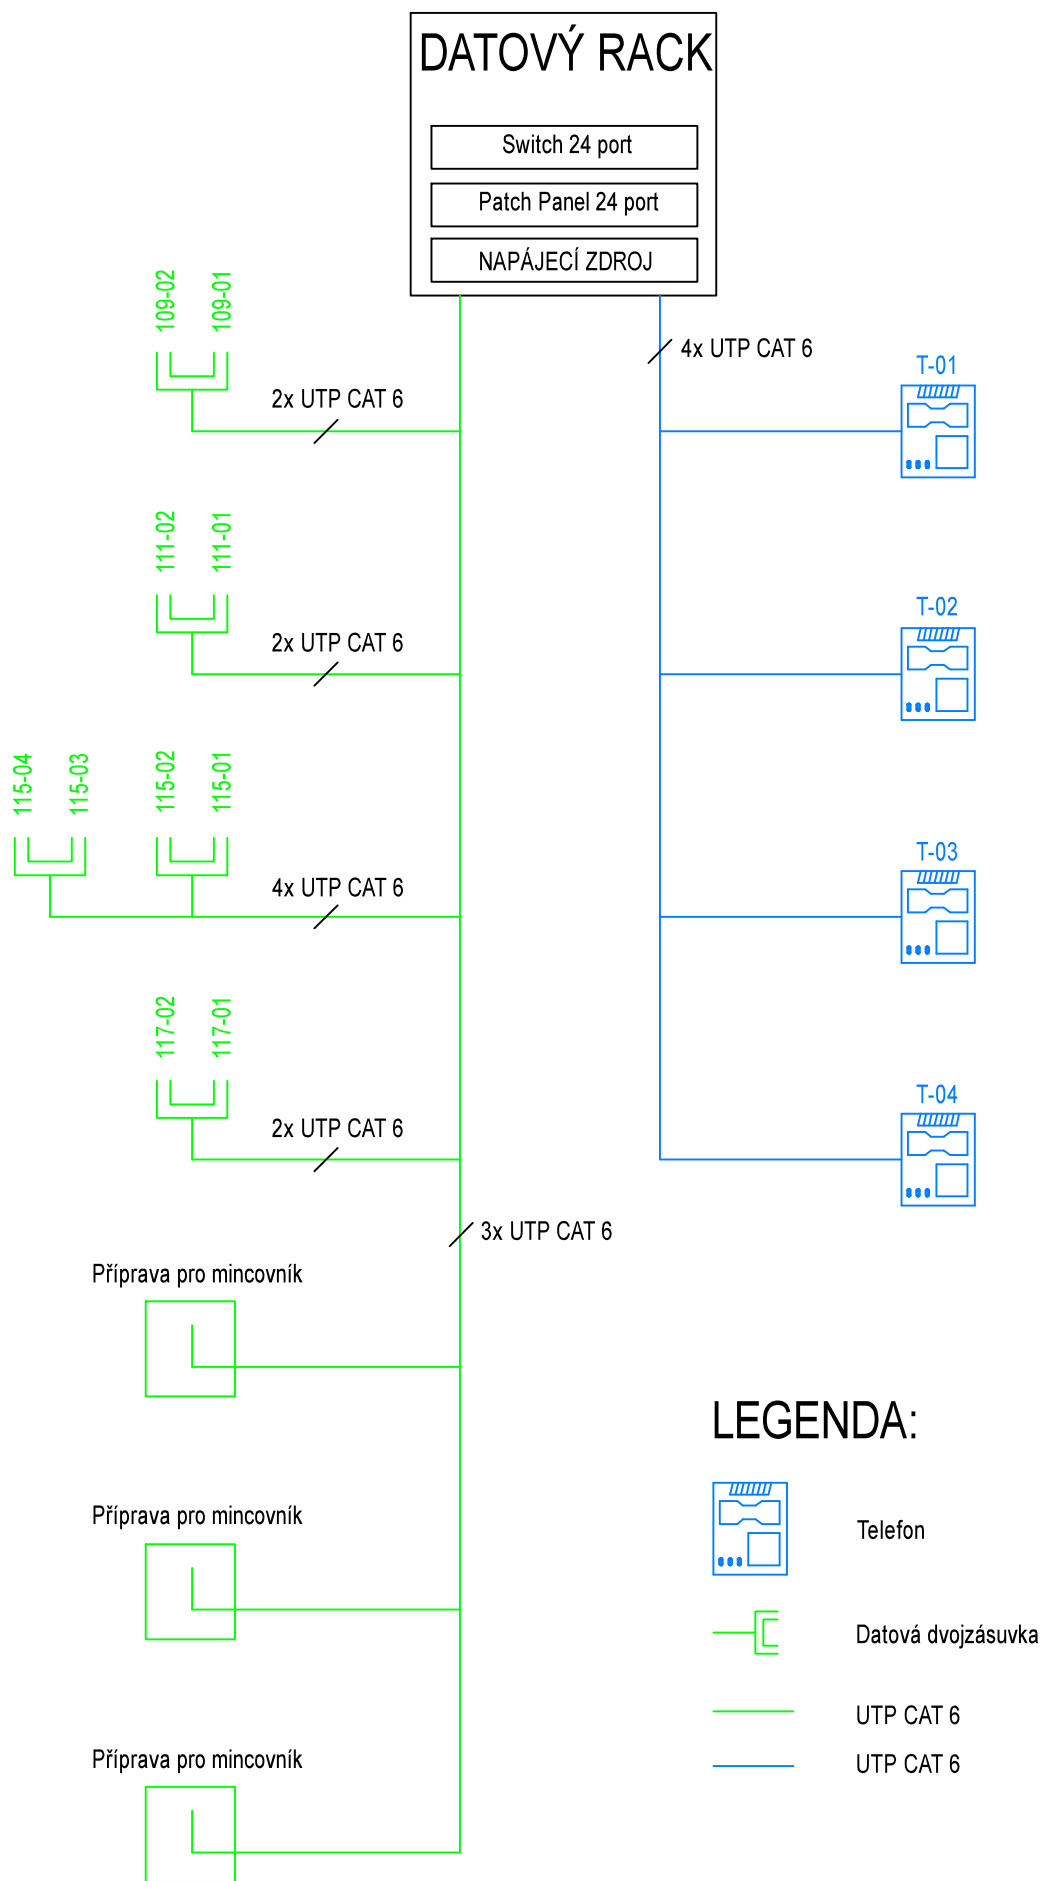 DATOVÝ RACK
Switch 24 port
Patch Panel 24 port
NAPÁJECÍ ZDROJ
109-02
109-01
4x UTP CAT 6
T-01
2x UTP CAT 6
111-02
111-01
T-02
2x UTP CAT 6
115-04
115-03
115-02
115-01
T-03
4x UTP CAT 6
117-02
117-01
T-04
2x UTP CAT 6
3x UTP CAT 6
Příprava pro mincovník
LEGENDA:
Příprava pro mincovník
Telefon
Datová dvojzásuvka
UTP CAT 6
Příprava pro mincovník
UTP CAT 6